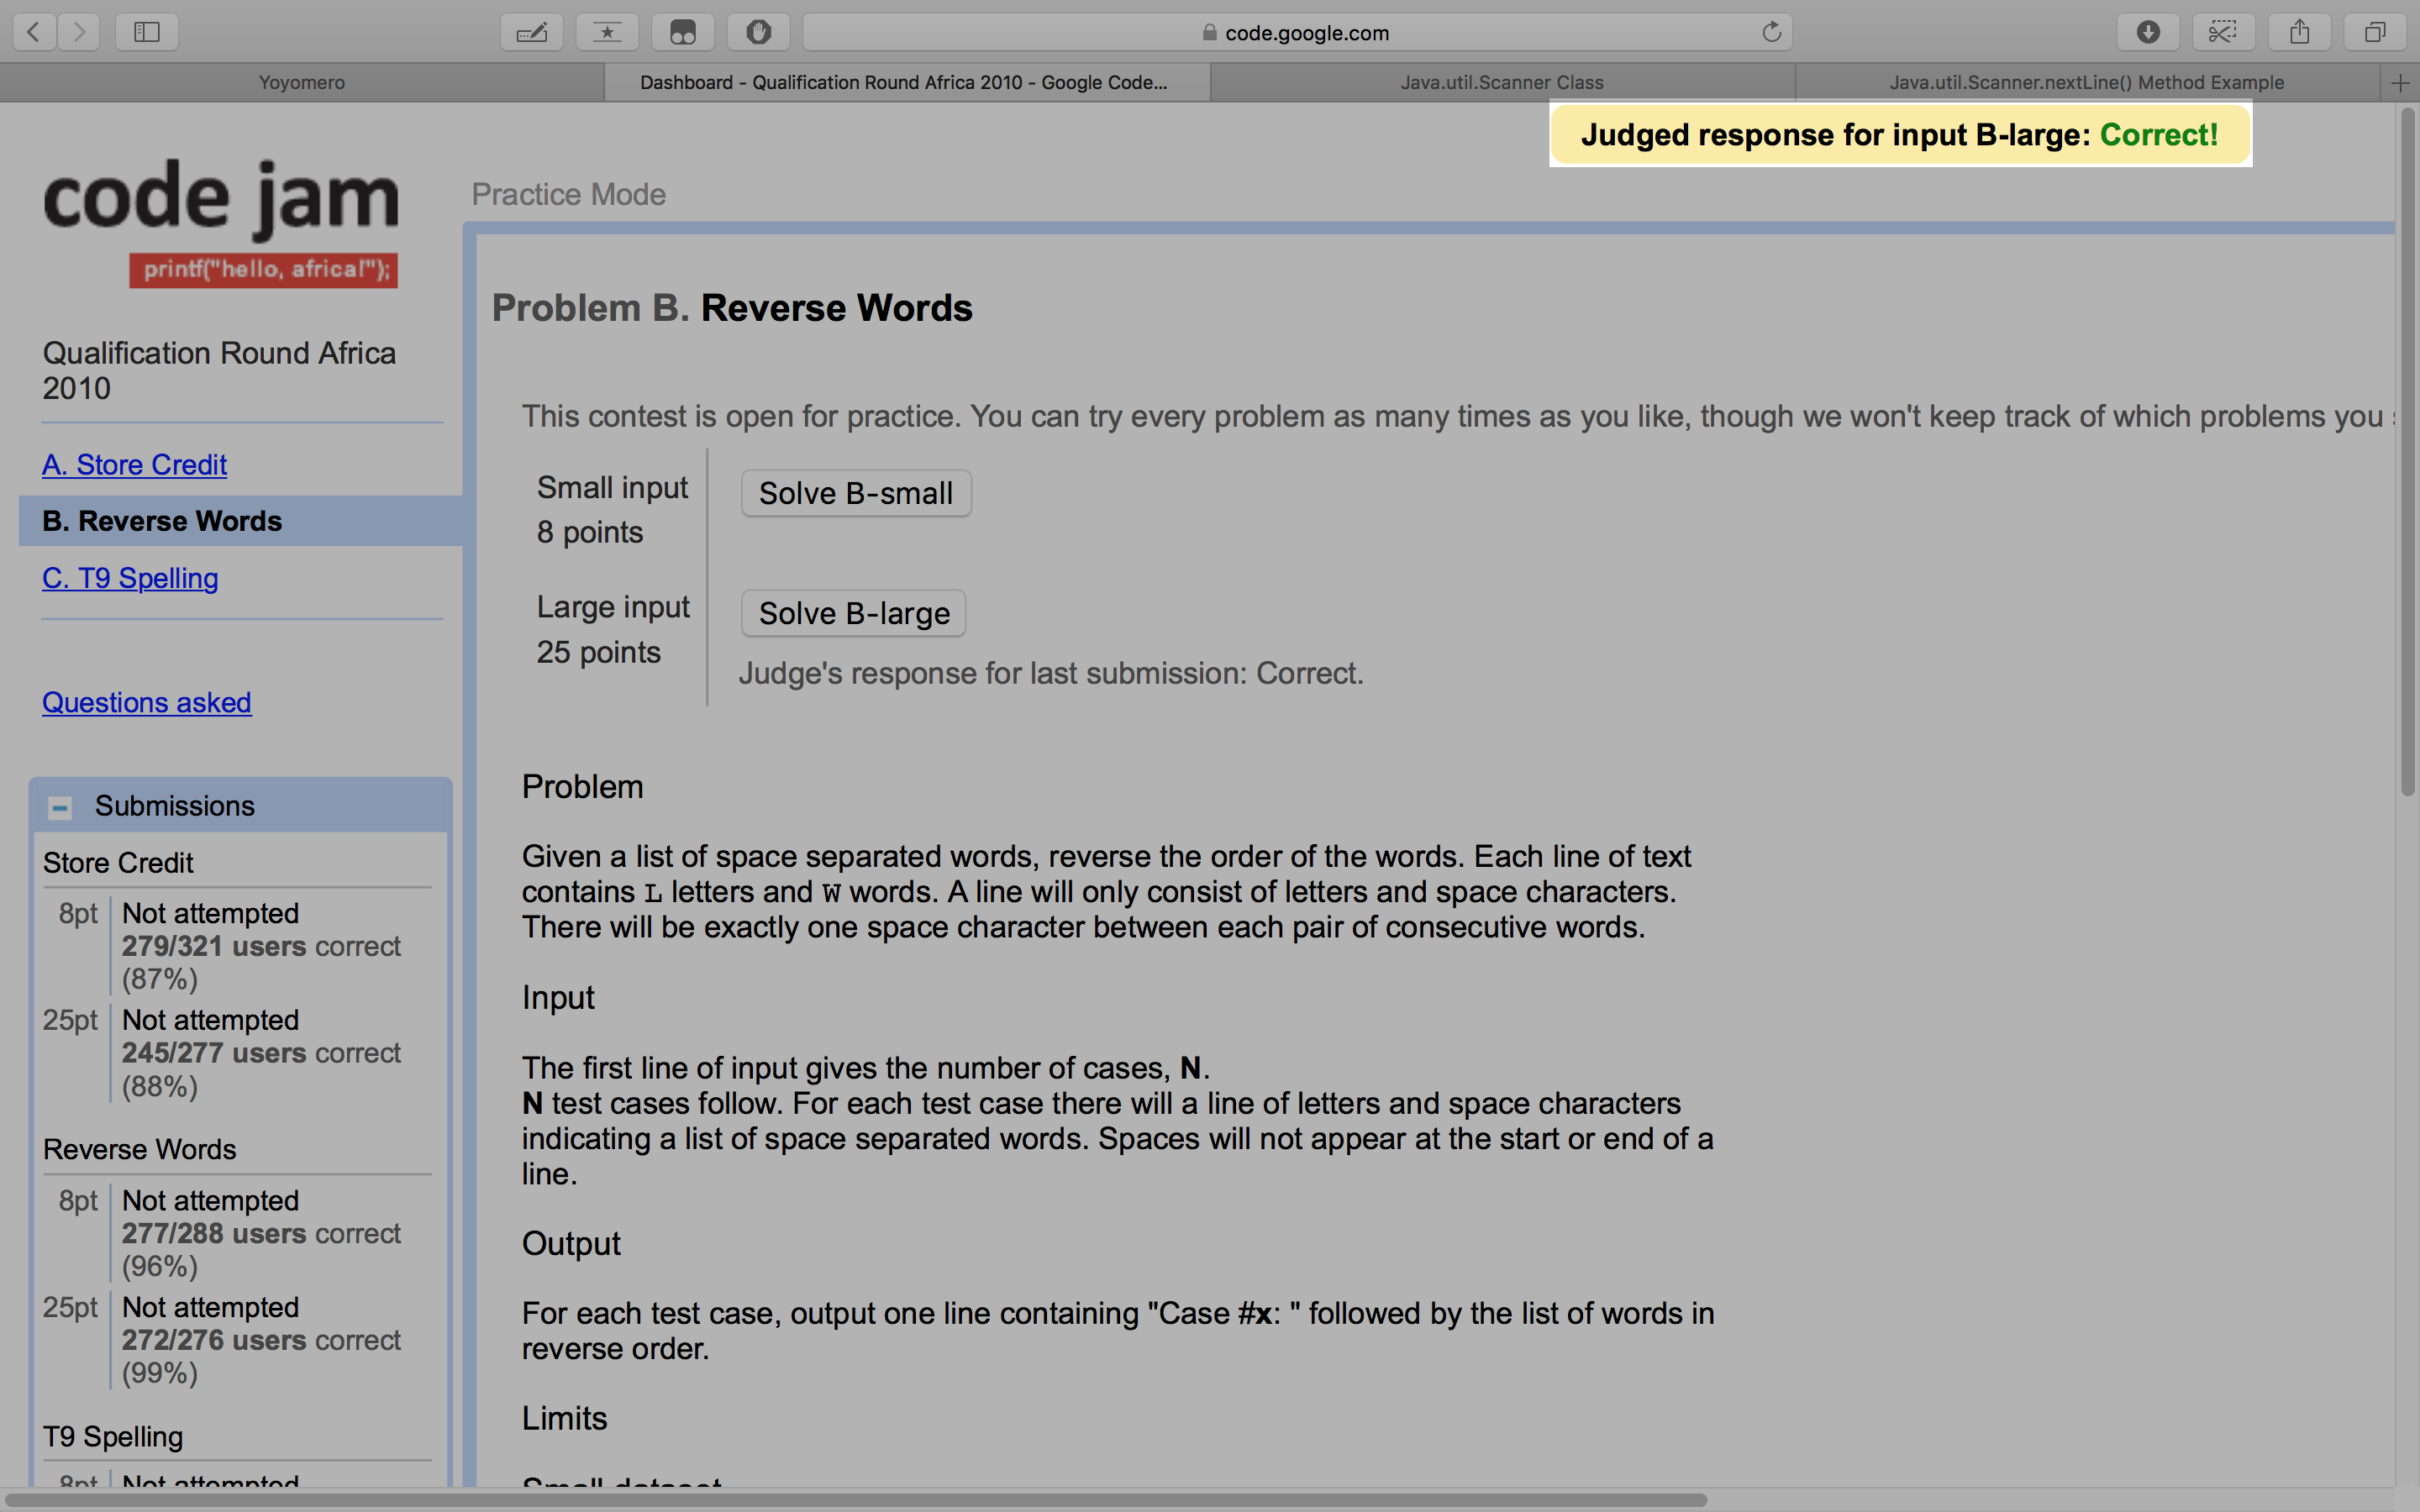 code.google.com
Yoyomero
Dashboard - Qualification Round Africa 2010 - Google Code...
Java.util.Scanner Class
Java.util.Scanner.nextLine() Method Example
Judged response for input B-large: Correct!
code jam
printf("hello, africa!");
Qualification Round Africa
2010
A. Store Credit
B. Reverse Words
C. T9 Spelling
Questions asked
Submissions
Store Credit
8pt Not attempted
279/321 users correct
(87%)
25pt Not attempted
245/277 users correct
(88%)
Reverse Words
8pt Not attempted
277/288 users correct
(96%)
25pt Not attempted
272/276 users correct
(99%)
T9 Spelling
8pt Not attempted
Practice Mode
Problem B. Reverse Words
This contest is open for practice. You can try every problem as many times as you like, though we won't keep track of which problems you
Small input
8 points
Solve B-small
Large input
25 points
Solve B-large
Judge's response for last submission: Correct.
Problem
Given a list of space separated words, reverse the order of the words. Each line of text
contains L letters and W words. A line will only consist of letters and space characters.
There will be exactly one space character between each pair of consecutive words.
Input
The first line of input gives the number of cases, N.
N test cases follow. For each test case there will a line of letters and space characters
indicating a list of space separated words. Spaces will not appear at the start or end of a
line.
Output
For each test case, output one line containing "Case #x: " followed by the list of words in
reverse order.
Limits
Small dataset